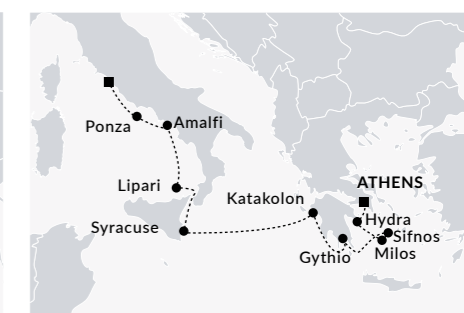 Ponza
Amalfi
ATHENS
Lipari
Katakolon
Hydra
Syracuse
Sifnos
Gythio
Milos